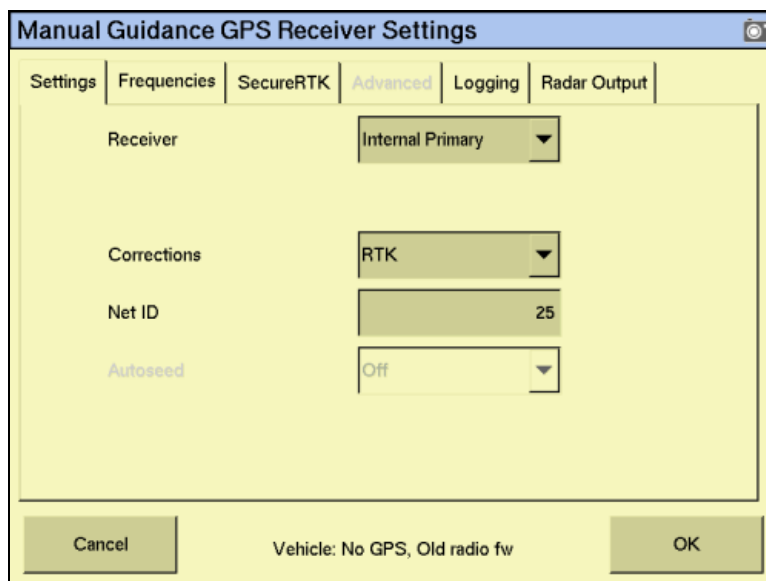 Manual Guidance GPS Receiver Settings
Settings Frequencies SecureRTK Advanced Logging Radar Output
Receiver Internal Primary
Corrections RTK
Net ID 25
Autoseed Off
Cancel Vehicle: No GPS, Old radio fw OK